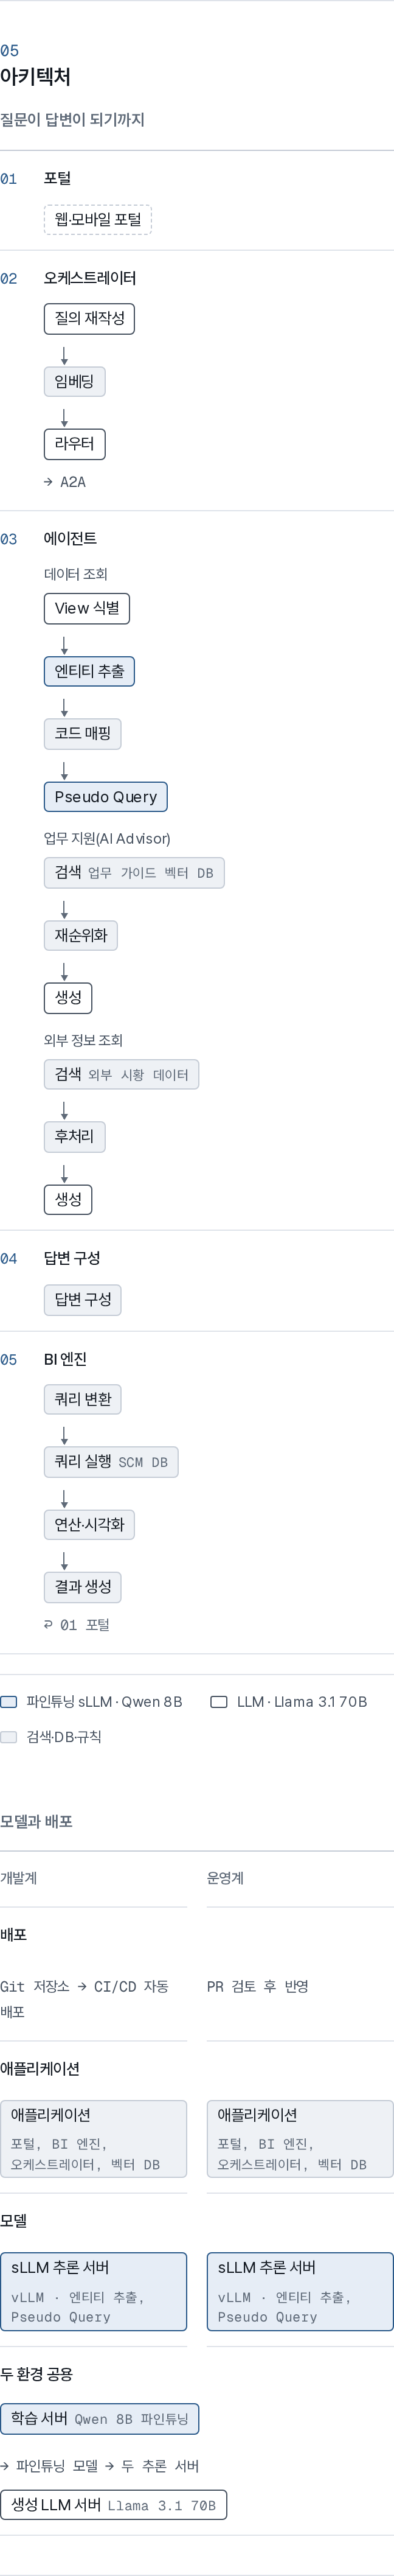 05
아키텍처
질문이 답변이 되기까지
01 포털
웹·모바일 포털
02 오케스트레이터
질의 재작성
임베딩
라우터
→ A2A
03 에이전트
데이터 조회
View 식별
엔티티 추출
코드 매핑
Pseudo Query
업무 지원(AI Advisor)
검색 업무 가이드 벡터 DB
재순위화
생성
외부 정보 조회
검색 외부 시황 데이터
후처리
생성
04 답변 구성
답변 구성
05 BI 엔진
쿼리 변환
쿼리 실행 SCM DB
연산·시각화
결과 생성
↩ 01 포털
파인튜닝 sLLM · Qwen 8B LLM · Llama 3.1 70B
검색·DB·규칙
모델과 배포
개발계 운영계
배포
Git 저장소 → CI/CD 자동 PR 검토 후 반영
배포
애플리케이션
애플리케이션 애플리케이션
포털, BI 엔진, 포털, BI 엔진,
오케스트레이터, 벡터 DB 오케스트레이터, 벡터 DB
모델
sLLM 추론 서버 sLLM 추론 서버
vLLM · 엔티티 추출, vLLM · 엔티티 추출,
Pseudo Query Pseudo Query
두 환경 공용
학습 서버 Qwen 8B 파인튜닝
→ 파인튜닝 모델 → 두 추론 서버
생성 LLM 서버 Llama 3.1 70B